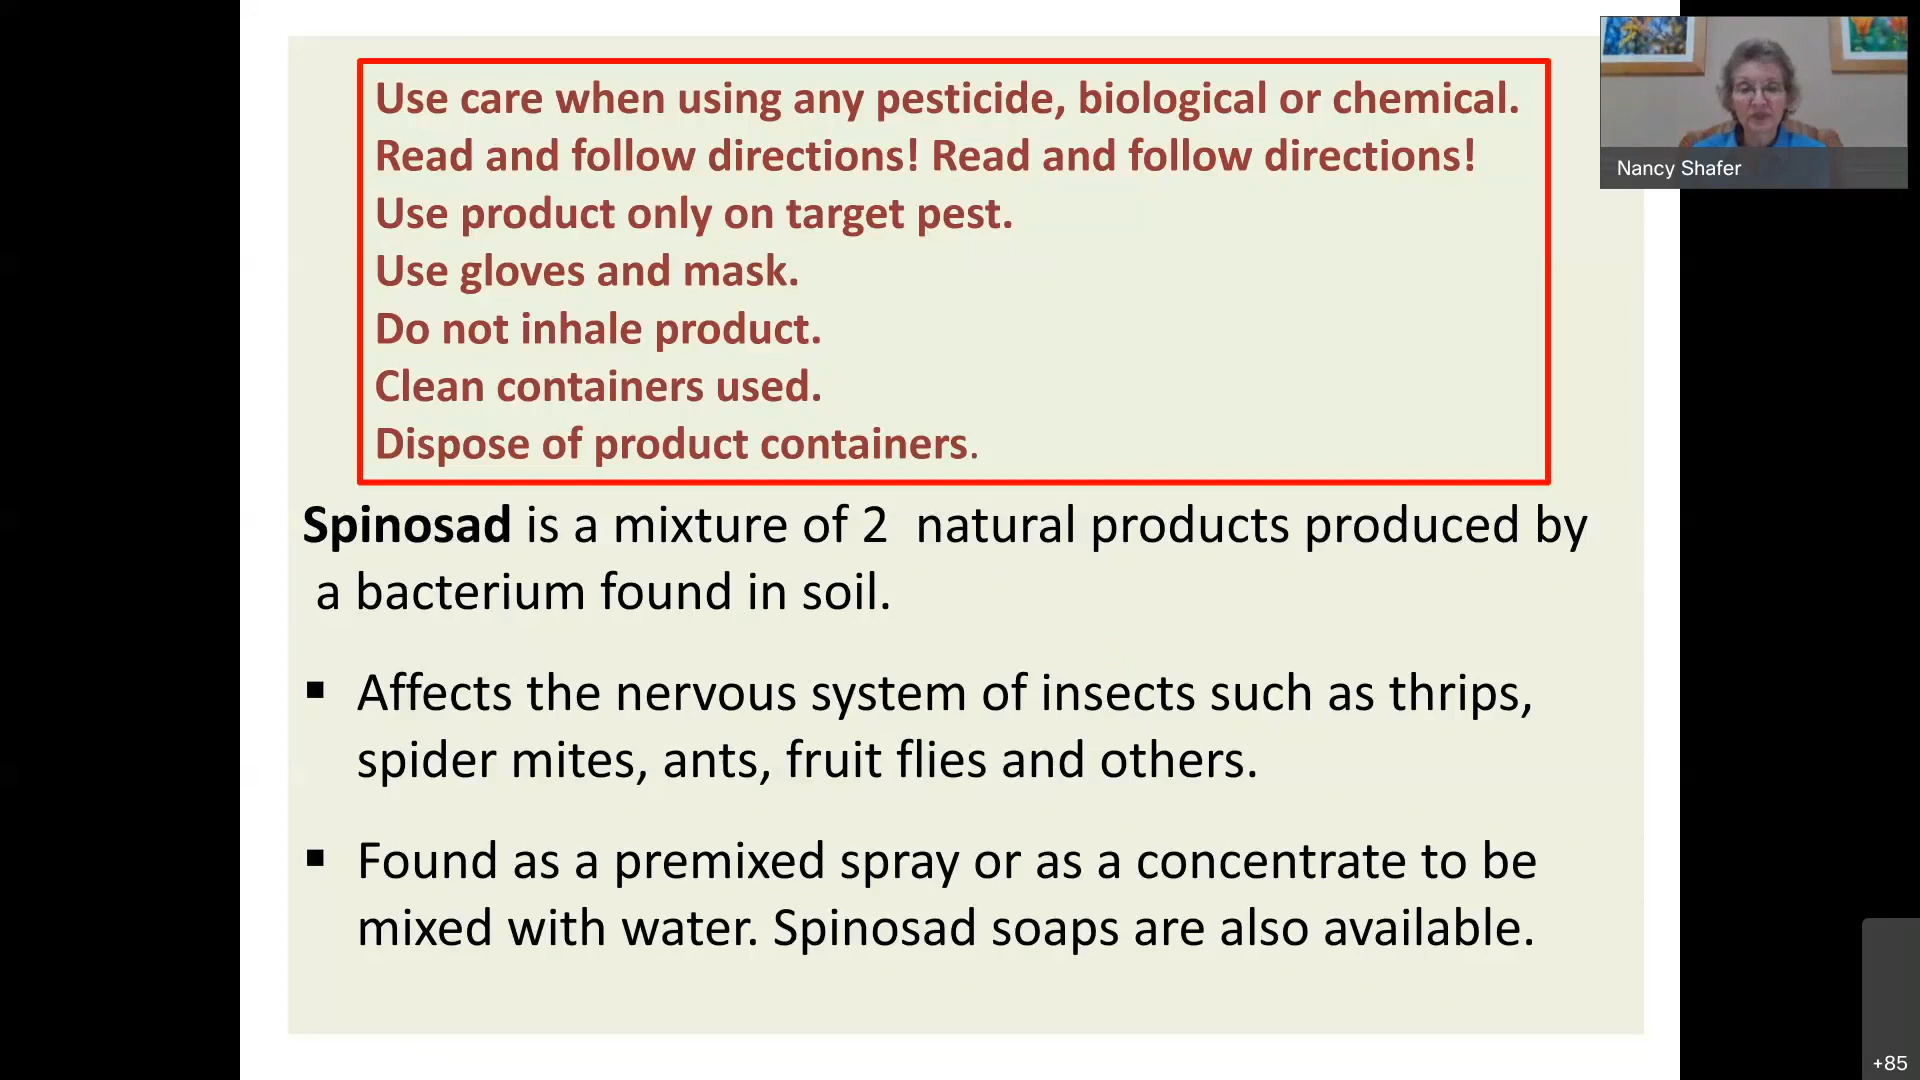 Use care when using any pesticide, biological or chemical.
Read and follow directions! Read and follow directions!
Use product only on target pest.
Use gloves and mask.
Do not inhale product.
Clean containers used.
Dispose of product containers.
Spinosad is a mixture of 2  natural products produced by
a bacterium found in soil.
▪ Affects the nervous system of insects such as thrips,
spider mites, ants, fruit flies and others.
▪ Found as a premixed spray or as a concentrate to be
mixed with water. Spinosad soaps are also available.
Nancy Shafer
+85